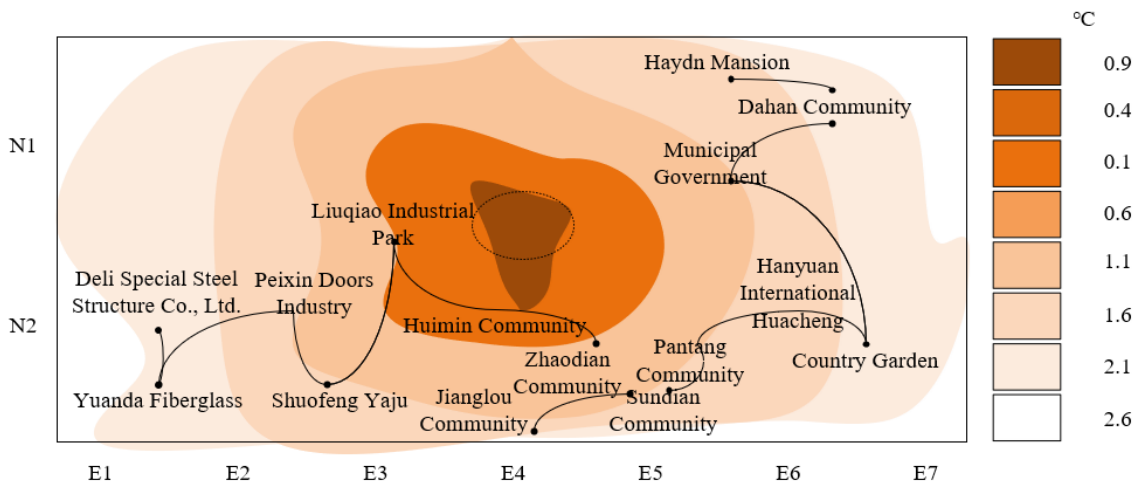 °C
Haydn Mansion
0.9
Dahan Community
0.4
N1
Municipal
Government
0.1
Liuqiao Industrial
Park
0.6
Deli Special Steel
Structure Co., Ltd.
Peixin Doors
Industry
Hanyuan
International
Huacheng
1.1
N2
Huimin Community
1.6
Zhaodian
Community
Pantang
Community
Country Garden
2.1
Yuanda Fiberglass
Shuofeng Yaju
Jianglou
Community
Sundian
Community
2.6
E1
E2
E3
E4
E5
E6
E7